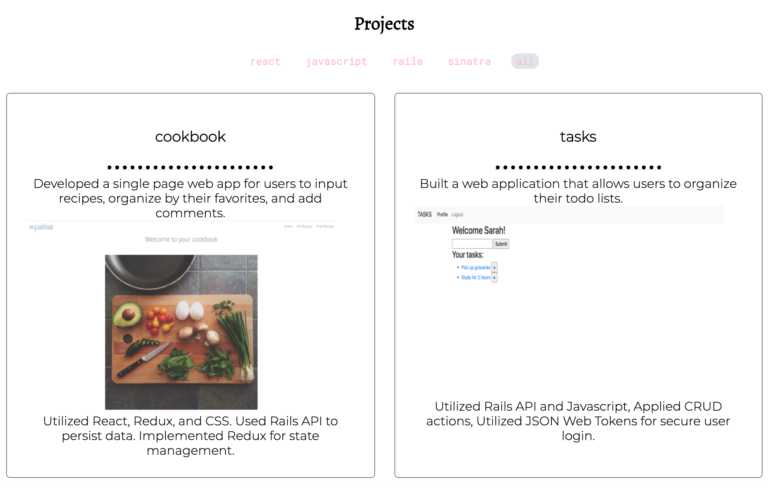 Projects
react javascript rails sinatra all
cookbook
Developed a single page web app for users to input
recipes, organize by their favorites, and add
comments.
mycookbook
Home My Recipes Find Recipes
Welcome to your cookbook
Utilized React, Redux, and CSS. Used Rails API to
persist data. Implemented Redux for state
management.
tasks
Built a web application that allows users to organize
their todo lists.
TASKS Profile Logout
Welcome Sarah!
Submit
Your tasks:
Pick up groceries x
Study for 2 hours x
Utilized Rails API and Javascript, Applied CRUD
actions, Utilized JSON Web Tokens for secure user
login.